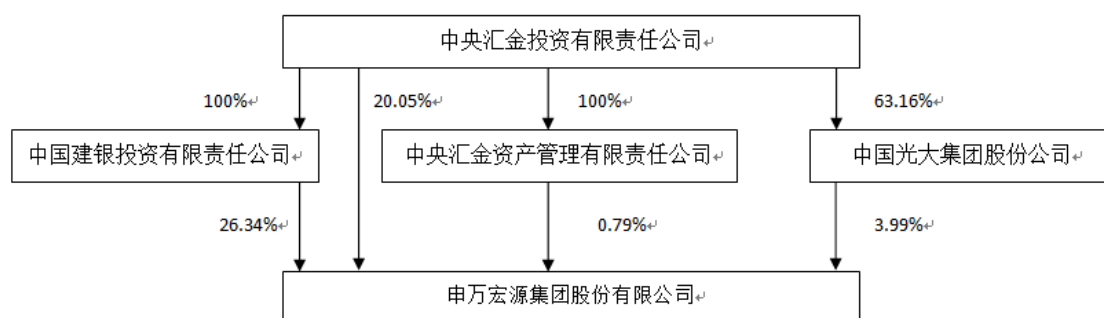 中央汇金投资有限责任公司
100%
20.05%
100%
63.16%
中国建银投资有限责任公司
中央汇金资产管理有限责任公司
中国光大集团股份公司
26.34%
0.79%
3.99%
申万宏源集团股份有限公司